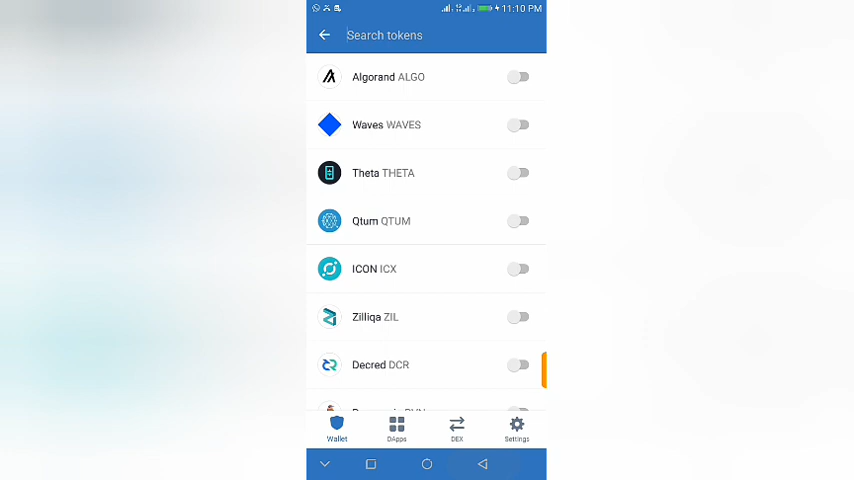 11:10 PM
Search tokens
Algorand ALGO
Waves WAVES
Theta THETA
Qtum QTUM
ICON ICX
Zilliqa ZIL
Decred DCR
Wallet
DApps
DEX
Settings